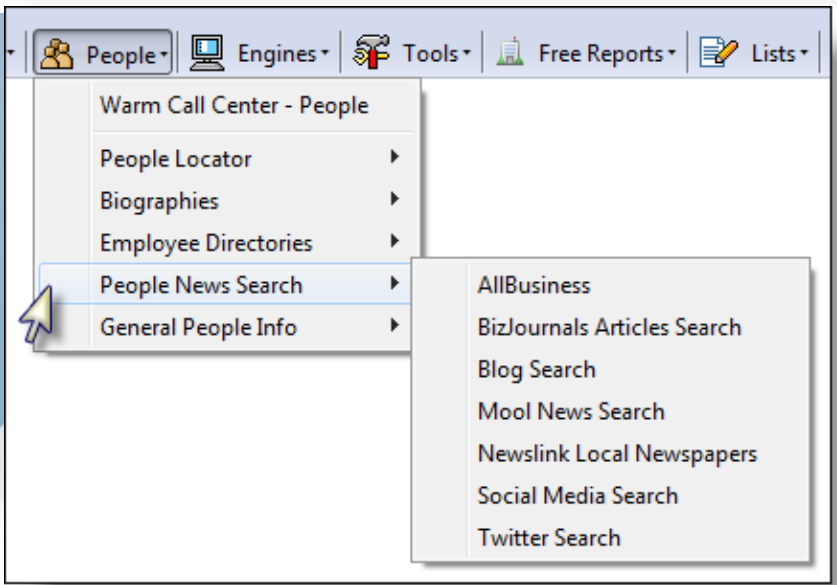 People Engines Tools Free Reports Lists
Warm Call Center - People
People Locator
Biographies
Employee Directories
People News Search
General People Info
AllBusiness
BizJournals Articles Search
Blog Search
Mool News Search
Newslink Local Newspapers
Social Media Search
Twitter Search